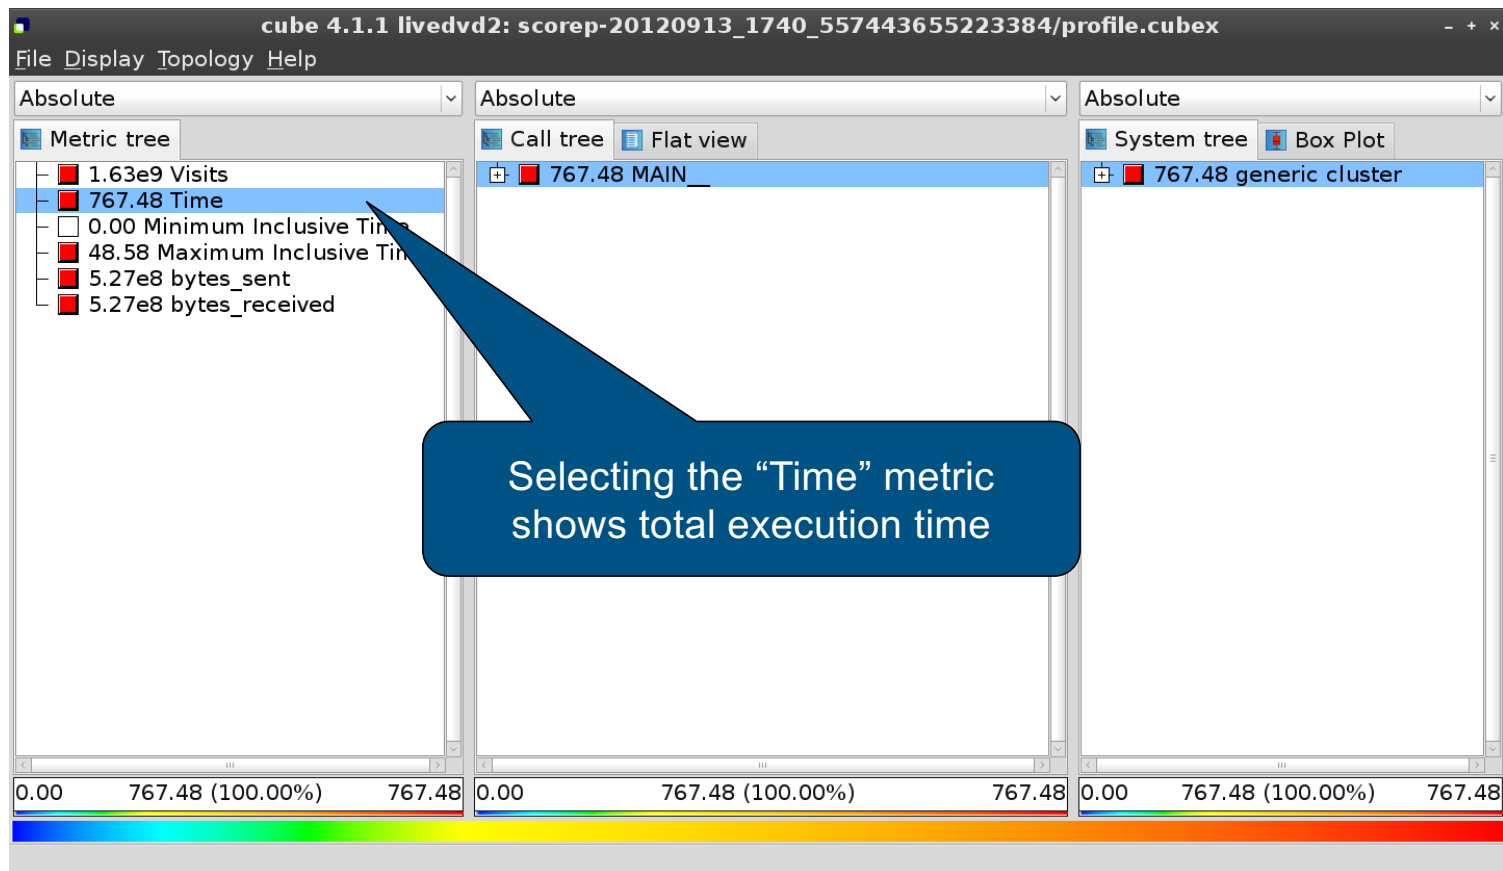 cube 4.1.1 livedvd2: scorep-20120913_1740_557443655223384/profile.cubex
File Display Topology Help
Absolute
Absolute
Absolute
Metric tree
Call tree
Flat view
System tree
Box Plot
1.63e9 Visits
767.48 Time
0.00 Minimum Inclusive Time
48.58 Maximum Inclusive Tim
5.27e8 bytes_sent
5.27e8 bytes_received
767.48 MAIN__
767.48 generic cluster
Selecting the “Time” metric
shows total execution time
0.00 767.48 (100.00%) 767.48
0.00 767.48 (100.00%) 767.48
0.00 767.48 (100.00%) 767.48